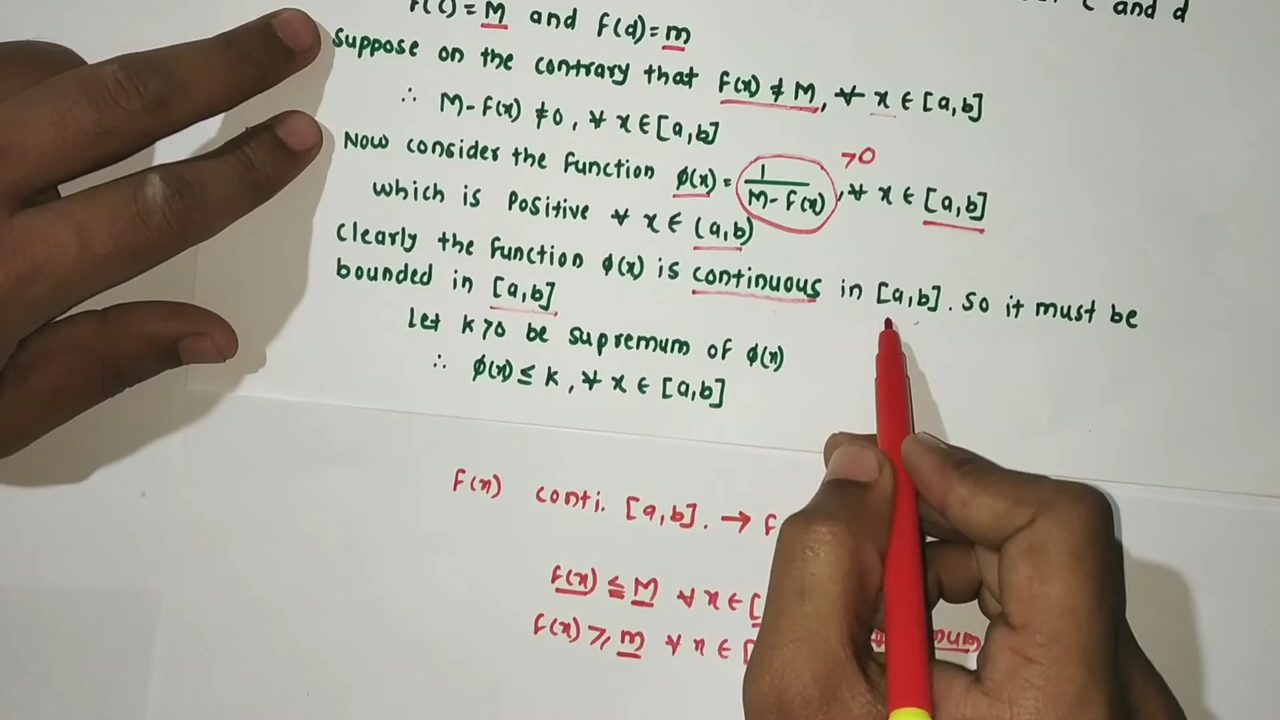 c and d
F(c) = M and F(d) = m
Suppose on the contrary that F(x) ≠ M, ∀ x ∈ [a,b]
∴ M-F(x) ≠ 0, ∀ x ∈ [a,b]
>0
Now consider the function φ(x) = 1/(M-F(x)), ∀ x ∈ [a,b]
which is Positive ∀ x ∈ (a,b)
clearly the function φ(x) is continuous in [a,b]. So it must be
bounded in [a,b]
Let K>0 be supremum of φ(x)
∴ φ(x) ≤ K, ∀ x ∈ [a,b]
F(x) conti. [a,b]. → F
F(x) ≤ M ∀ x ∈ [
F(x) ≥ m ∀ x ∈ [